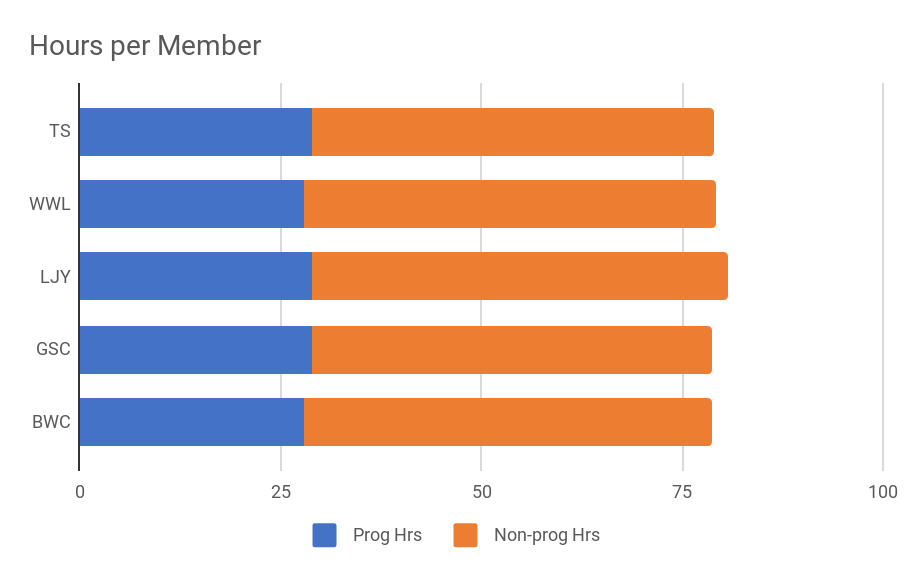 Hours per Member
TS
WWL
LJY
GSC
BWC
0 25 50 75 100
Prog Hrs Non-prog Hrs